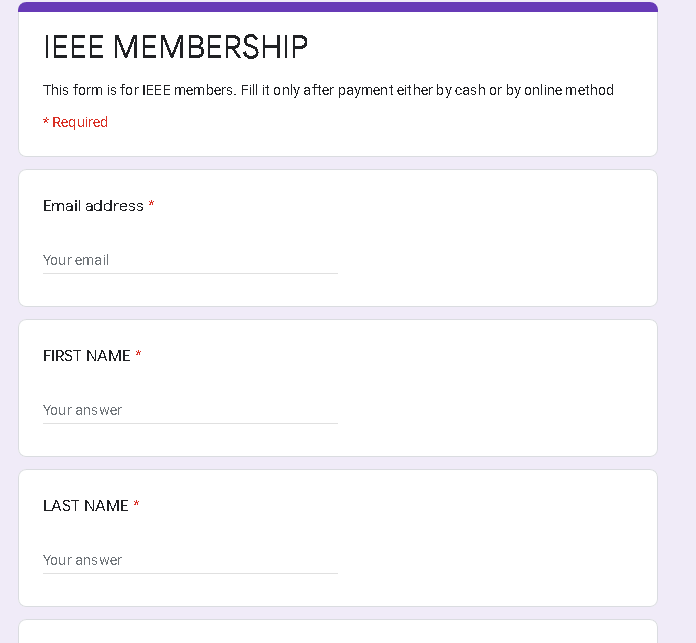 IEEE MEMBERSHIP
This form is for IEEE members. Fill it only after payment either by cash or by online method
* Required
Email address *
Your email
FIRST NAME *
Your answer
LAST NAME *
Your answer